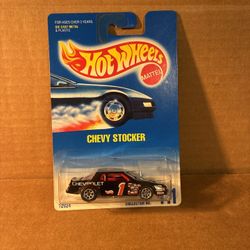 FOR AGES OVER 3 YEARS
DIE CAST METAL
& PLASTIC
HOT WHEELS
MATTEL
CHEVY STOCKER
CHEVROLET
1
COLLECTOR NO.